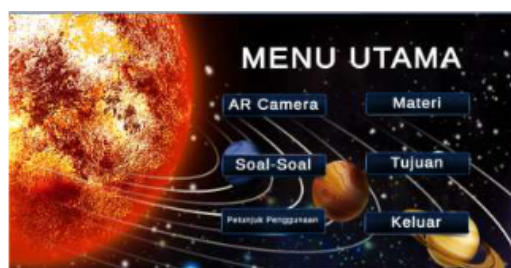 MENU UTAMA
AR Camera
Materi
Soal-Soal
Tujuan
Petunjuk Penggunaan
Keluar